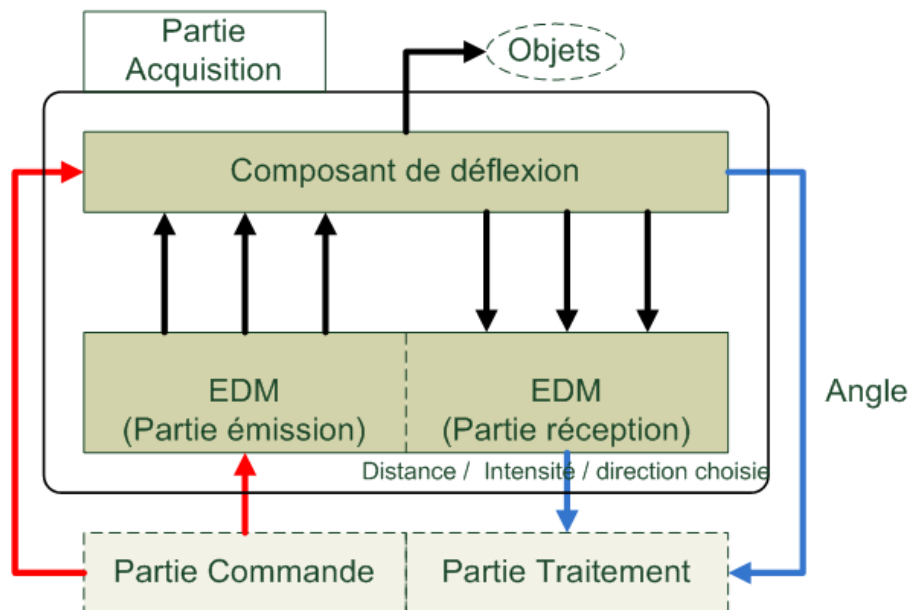 Partie
Acquisition
Objets
Composant de déflexion
EDM
(Partie émission)
EDM
(Partie réception)
Angle
Distance / Intensité / direction choisie
Partie Commande
Partie Traitement